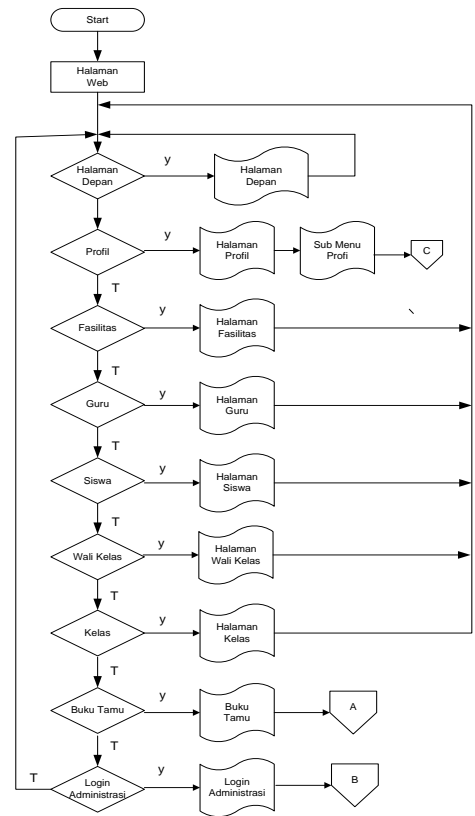 Start
Halaman
Web
Halaman
Depan
y
Halaman
Depan
Profil
y
Halaman
Profil
Sub Menu
Profi
C
T
Fasilitas
y
Halaman
Fasilitas
T
Guru
y
Halaman
Guru
T
Siswa
y
Halaman
Siswa
T
Wali Kelas
y
Halaman
Wali Kelas
T
Kelas
y
Halaman
Kelas
T
Buku Tamu
y
Buku
Tamu
A
T
T
Login
Administrasi
y
Login
Administrasi
B